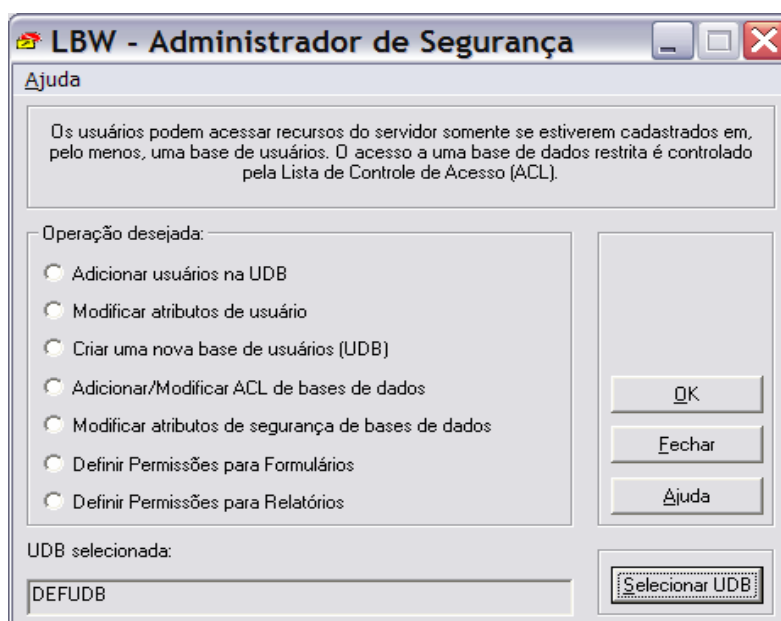 LBW - Administrador de Segurança
Ajuda
Os usuários podem acessar recursos do servidor somente se estiverem cadastrados em,
pelo menos, uma base de usuários. O acesso a uma base de dados restrita é controlado
pela Lista de Controle de Acesso (ACL).
Operação desejada:
Adicionar usuários na UDB
Modificar atributos de usuário
Criar uma nova base de usuários (UDB)
Adicionar/Modificar ACL de bases de dados
Modificar atributos de segurança de bases de dados
Definir Permissões para Formulários
Definir Permissões para Relatórios
OK
Fechar
Ajuda
UDB selecionada:
DEFUDB
Selecionar UDB